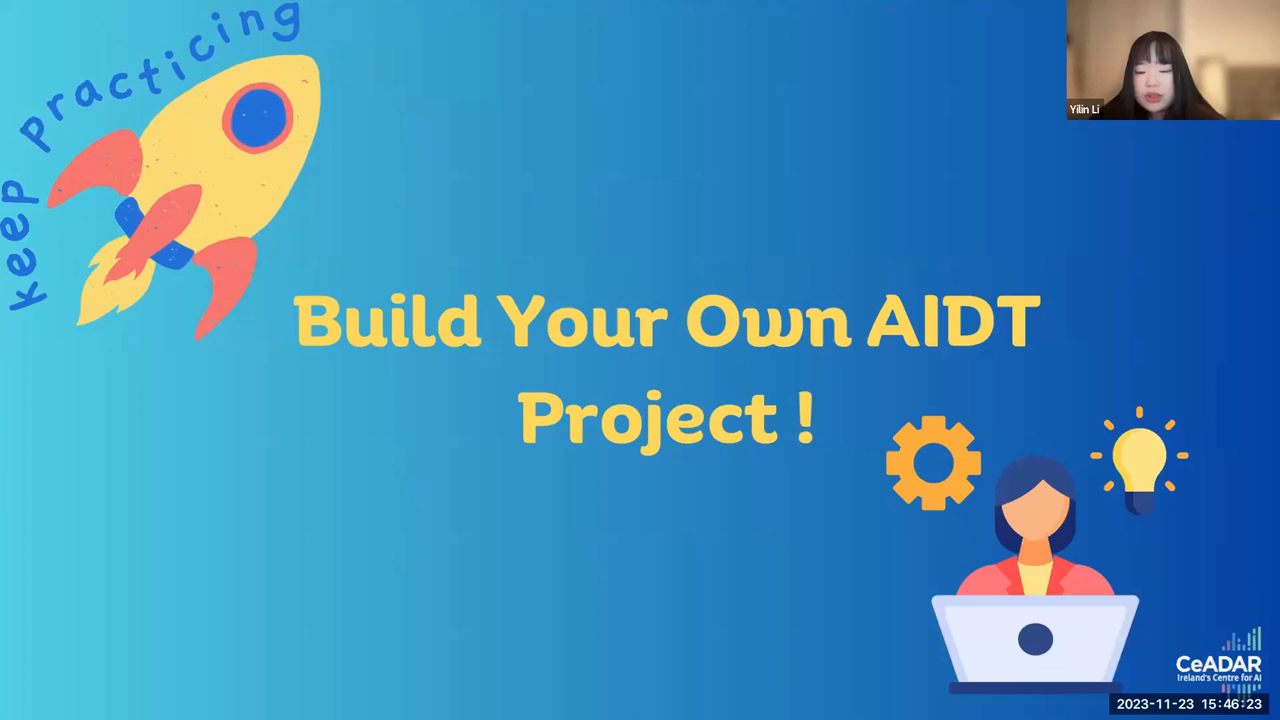 keep practicing
Yilin Li
Build Your Own AIDT
Project !
CeADAR
Ireland's Centre for AI
2023-11-23 15:46:23